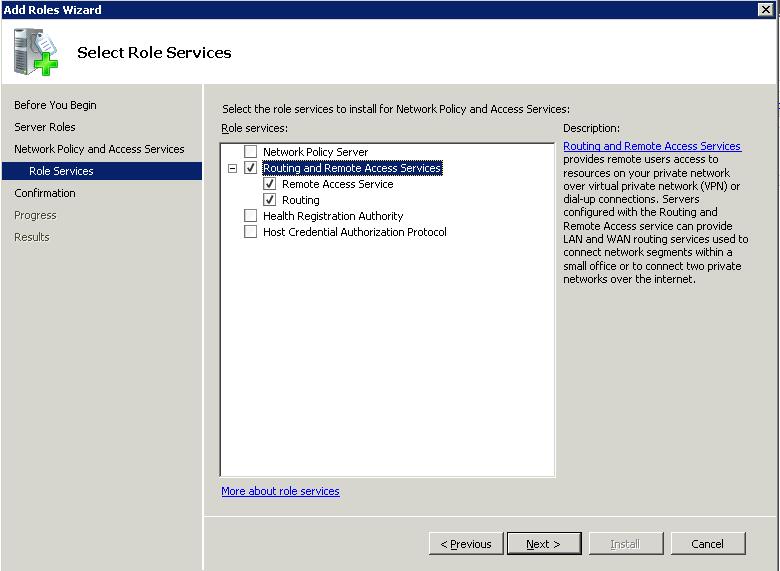 Add Roles Wizard
Select Role Services
Before You Begin
Server Roles
Network Policy and Access Services
Role Services
Confirmation
Progress
Results
Select the role services to install for Network Policy and Access Services:
Role services:
Network Policy Server
Routing and Remote Access Services
Remote Access Service
Routing
Health Registration Authority
Host Credential Authorization Protocol
More about role services
Description:
Routing and Remote Access Services
provides remote users access to
resources on your private network
over virtual private network (VPN) or
dial-up connections. Servers
configured with the Routing and
Remote Access service can provide
LAN and WAN routing services used to
connect network segments within a
small office or to connect two private
networks over the internet.
< Previous
Next >
Install
Cancel